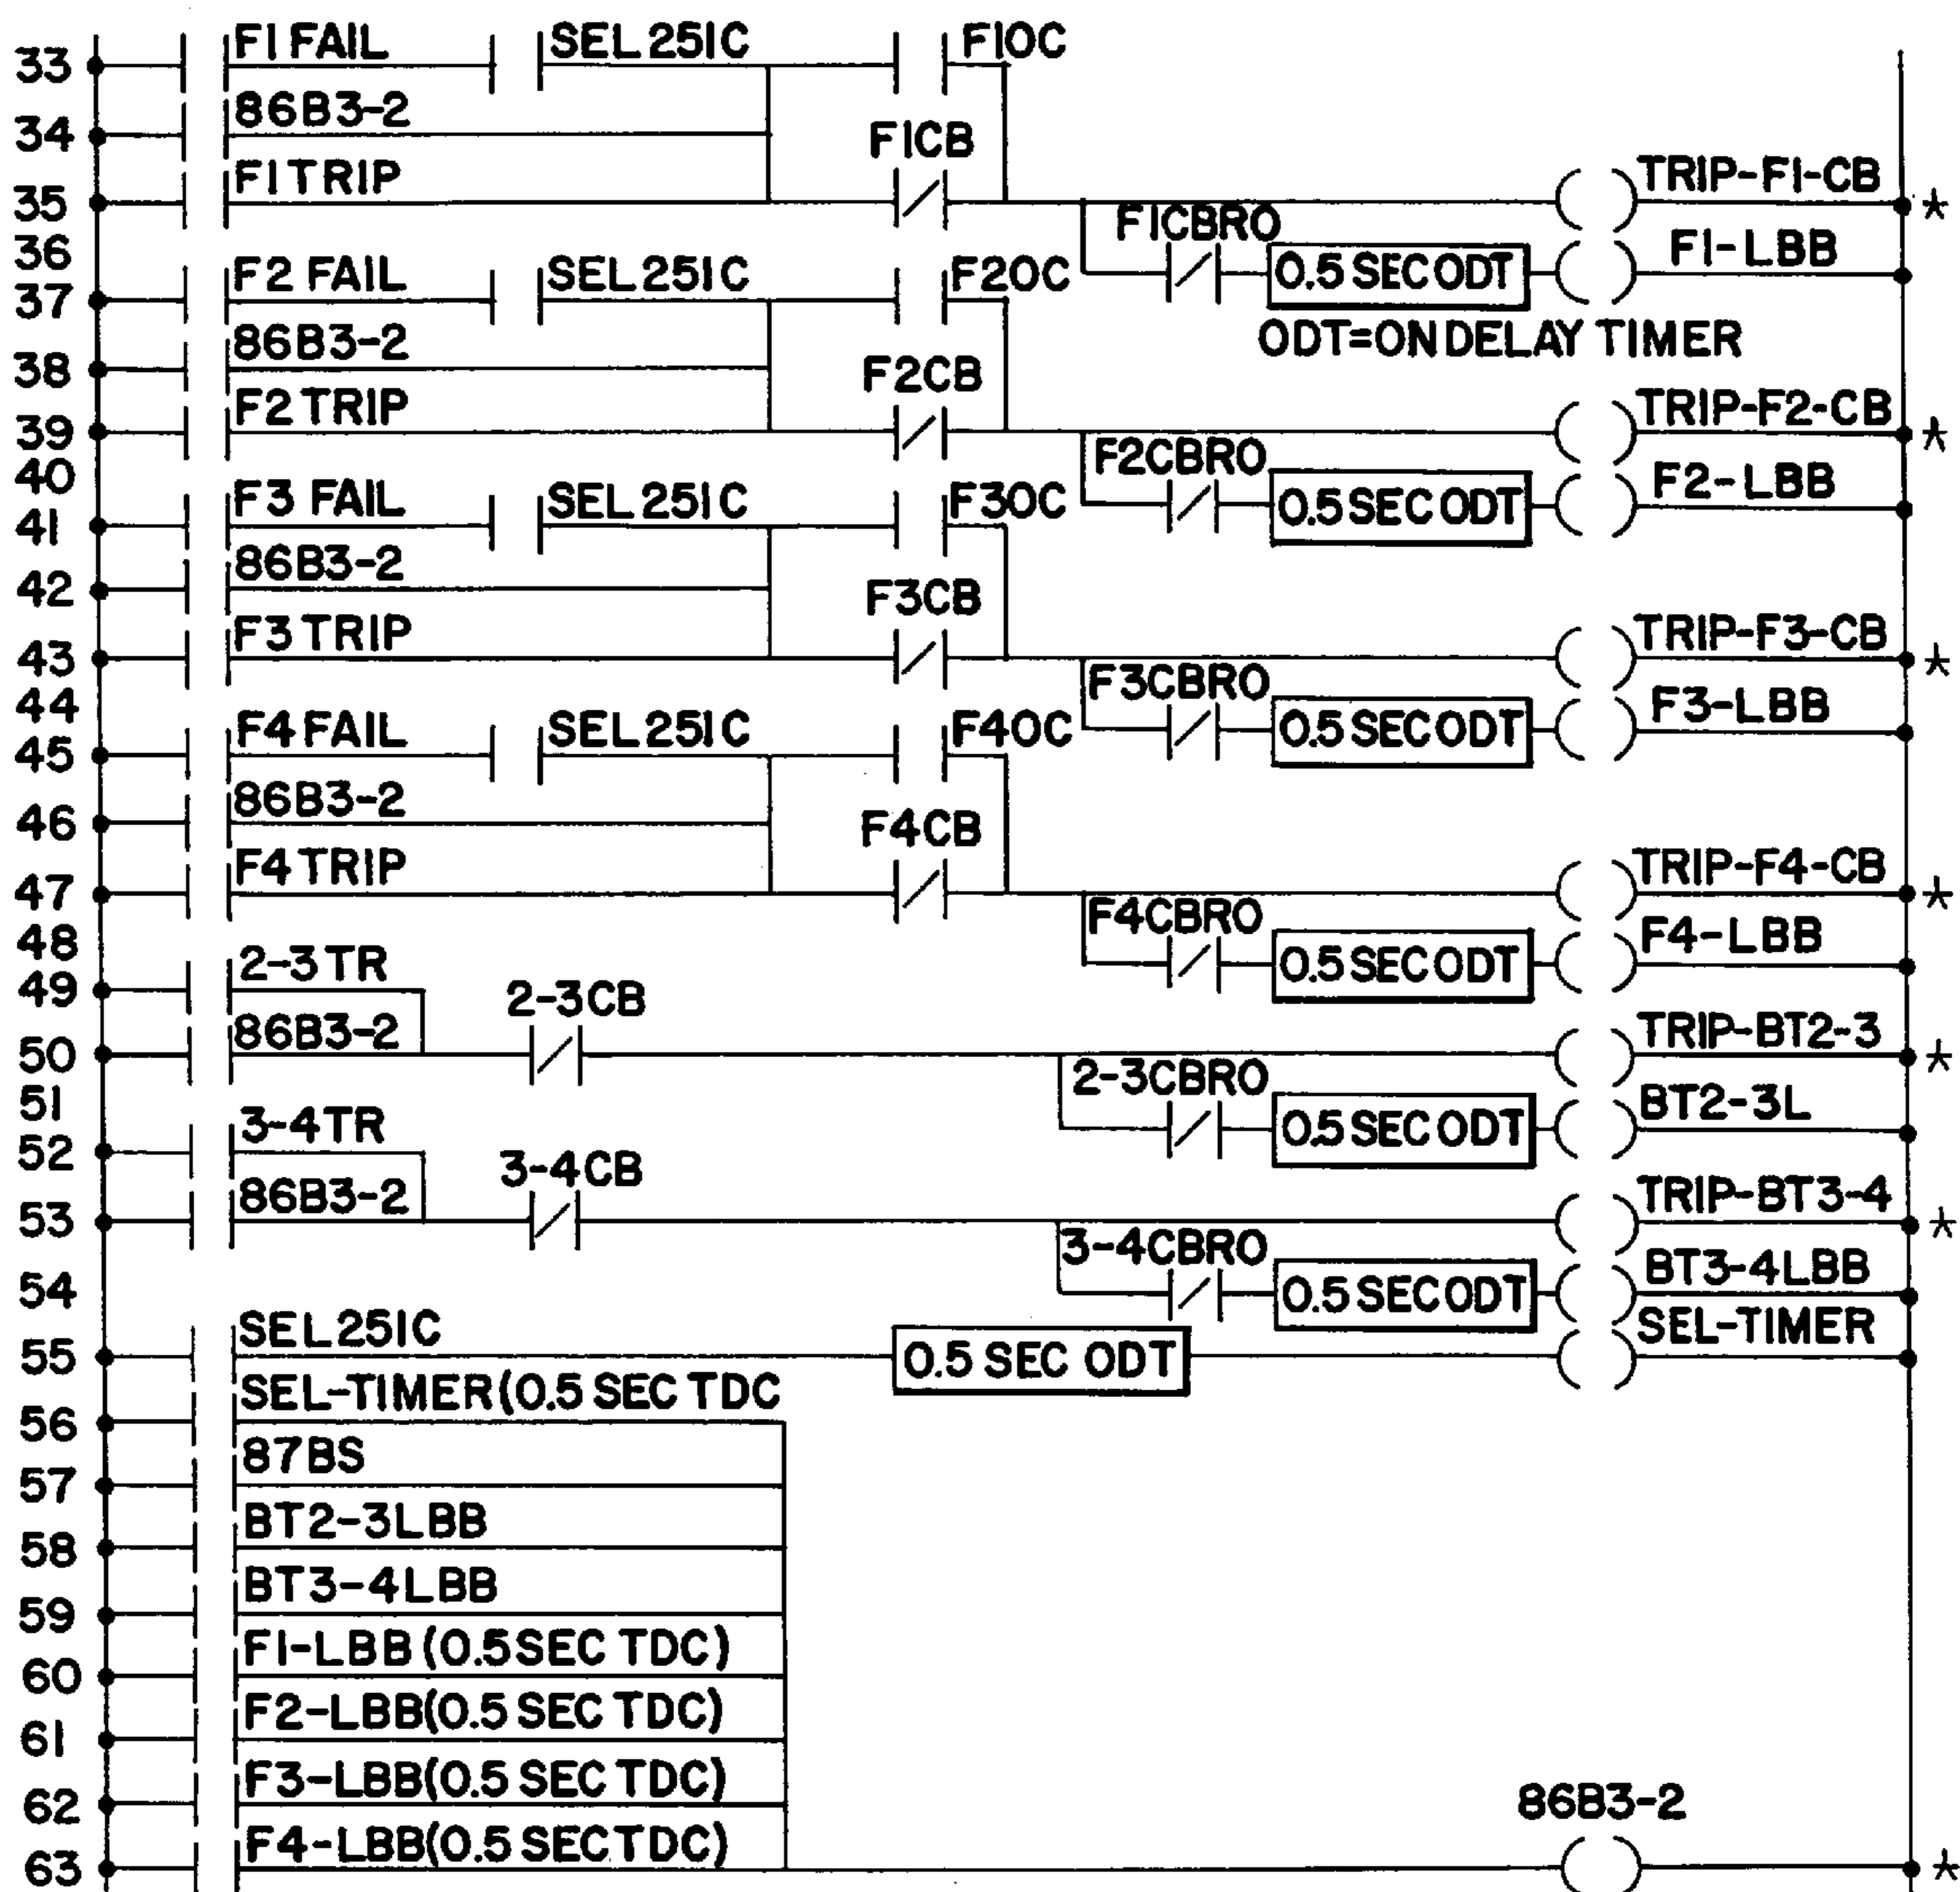 33 F1 FAIL SEL 251C F1OC
34 86B3-2
F1CB
35 F1 TRIP TRIP-F1-CB *
36 F1CBRO 0.5 SEC ODT F1-LBB
37 F2 FAIL SEL 251C F2OC
ODT=ON DELAY TIMER
38 86B3-2
F2CB
39 F2 TRIP TRIP-F2-CB *
40 F2CBRO 0.5 SEC ODT F2-LBB
41 F3 FAIL SEL 251C F3OC
42 86B3-2
F3CB
43 F3 TRIP TRIP-F3-CB *
44 F3CBRO 0.5 SEC ODT F3-LBB
45 F4 FAIL SEL 251C F4OC
46 86B3-2
F4CB
47 F4 TRIP TRIP-F4-CB *
48 F4CBRO 0.5 SEC ODT F4-LBB
49 2-3 TR
2-3CB
50 86B3-2 TRIP-BT2-3 *
51 2-3CBRO 0.5 SEC ODT BT2-3L
52 3-4TR
3-4CB
53 86B3-2 TRIP-BT3-4 *
54 3-4CBRO 0.5 SEC ODT BT3-4LBB
55 SEL 251C 0.5 SEC ODT SEL-TIMER
56 SEL-TIMER (0.5 SEC TDC
57 87BS
58 BT2-3LBB
59 BT3-4LBB
60 F1-LBB (0.5 SEC TDC)
61 F2-LBB (0.5 SEC TDC)
62 F3-LBB (0.5 SEC TDC)
86B3-2
63 F4-LBB (0.5 SEC TDC) *